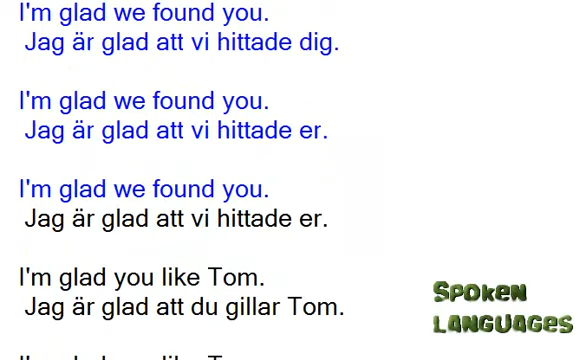 I'm glad we found you.
Jag är glad att vi hittade dig.
I'm glad we found you.
Jag är glad att vi hittade er.
I'm glad we found you.
Jag är glad att vi hittade er.
I'm glad you like Tom.
Jag är glad att du gillar Tom.
Spoken
Languages